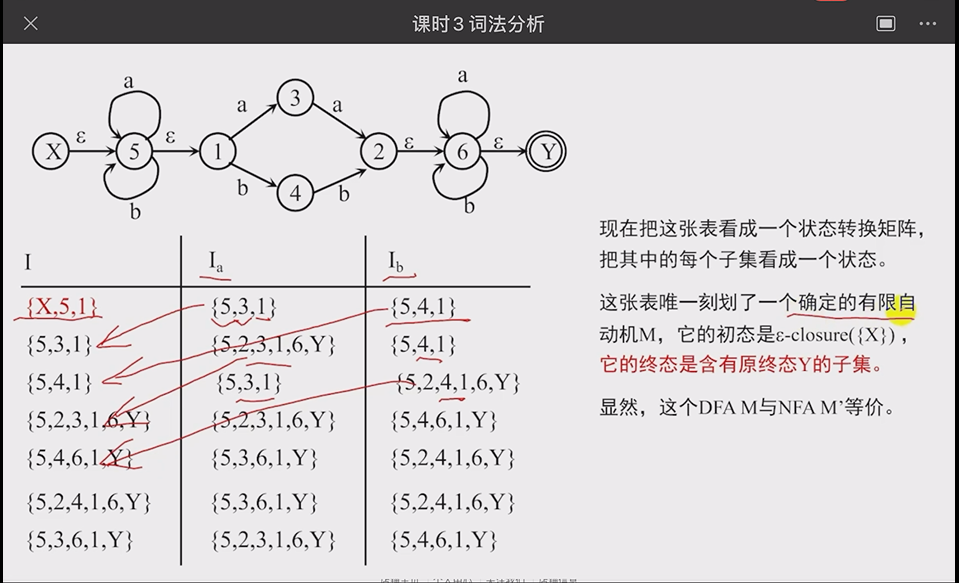 课时3 词法分析
a a
3
a a
X ε 5 ε 1 2 ε 6 ε Y
b b
4
b b
I Ia Ib
{X,5,1} {5,3,1} {5,4,1}
{5,3,1} {5,2,3,1,6,Y} {5,4,1}
{5,4,1} {5,3,1} {5,2,4,1,6,Y}
{5,2,3,1,6,Y} {5,2,3,1,6,Y} {5,4,6,1,Y}
{5,4,6,1,Y} {5,3,6,1,Y} {5,2,4,1,6,Y}
{5,2,4,1,6,Y} {5,3,6,1,Y} {5,2,4,1,6,Y}
{5,3,6,1,Y} {5,2,3,1,6,Y} {5,4,6,1,Y}
现在把这张表看成一个状态转换矩阵，
把其中的每个子集看成一个状态。
这张表唯一刻划了一个确定的有限自
动机M，它的初态是ε-closure({X})，
它的终态是含有原终态Y的子集。
显然，这个DFA M与NFA M’等价。